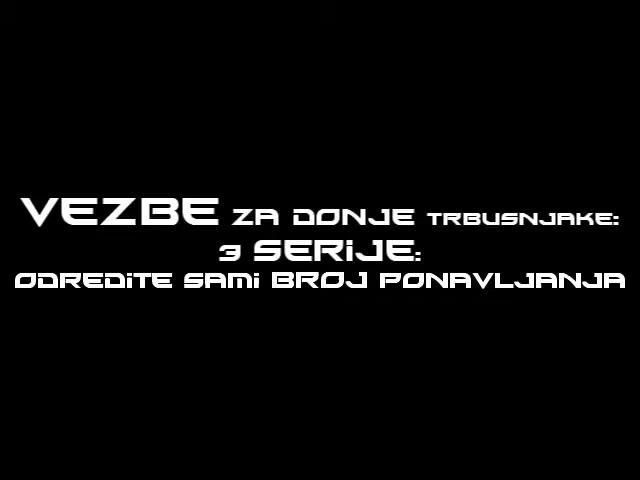 VEZBE ZA DONJE TRBUSNJAKE:
3 SERIJE:
ODREDITE SAMI BROJ PONAVLJANJA